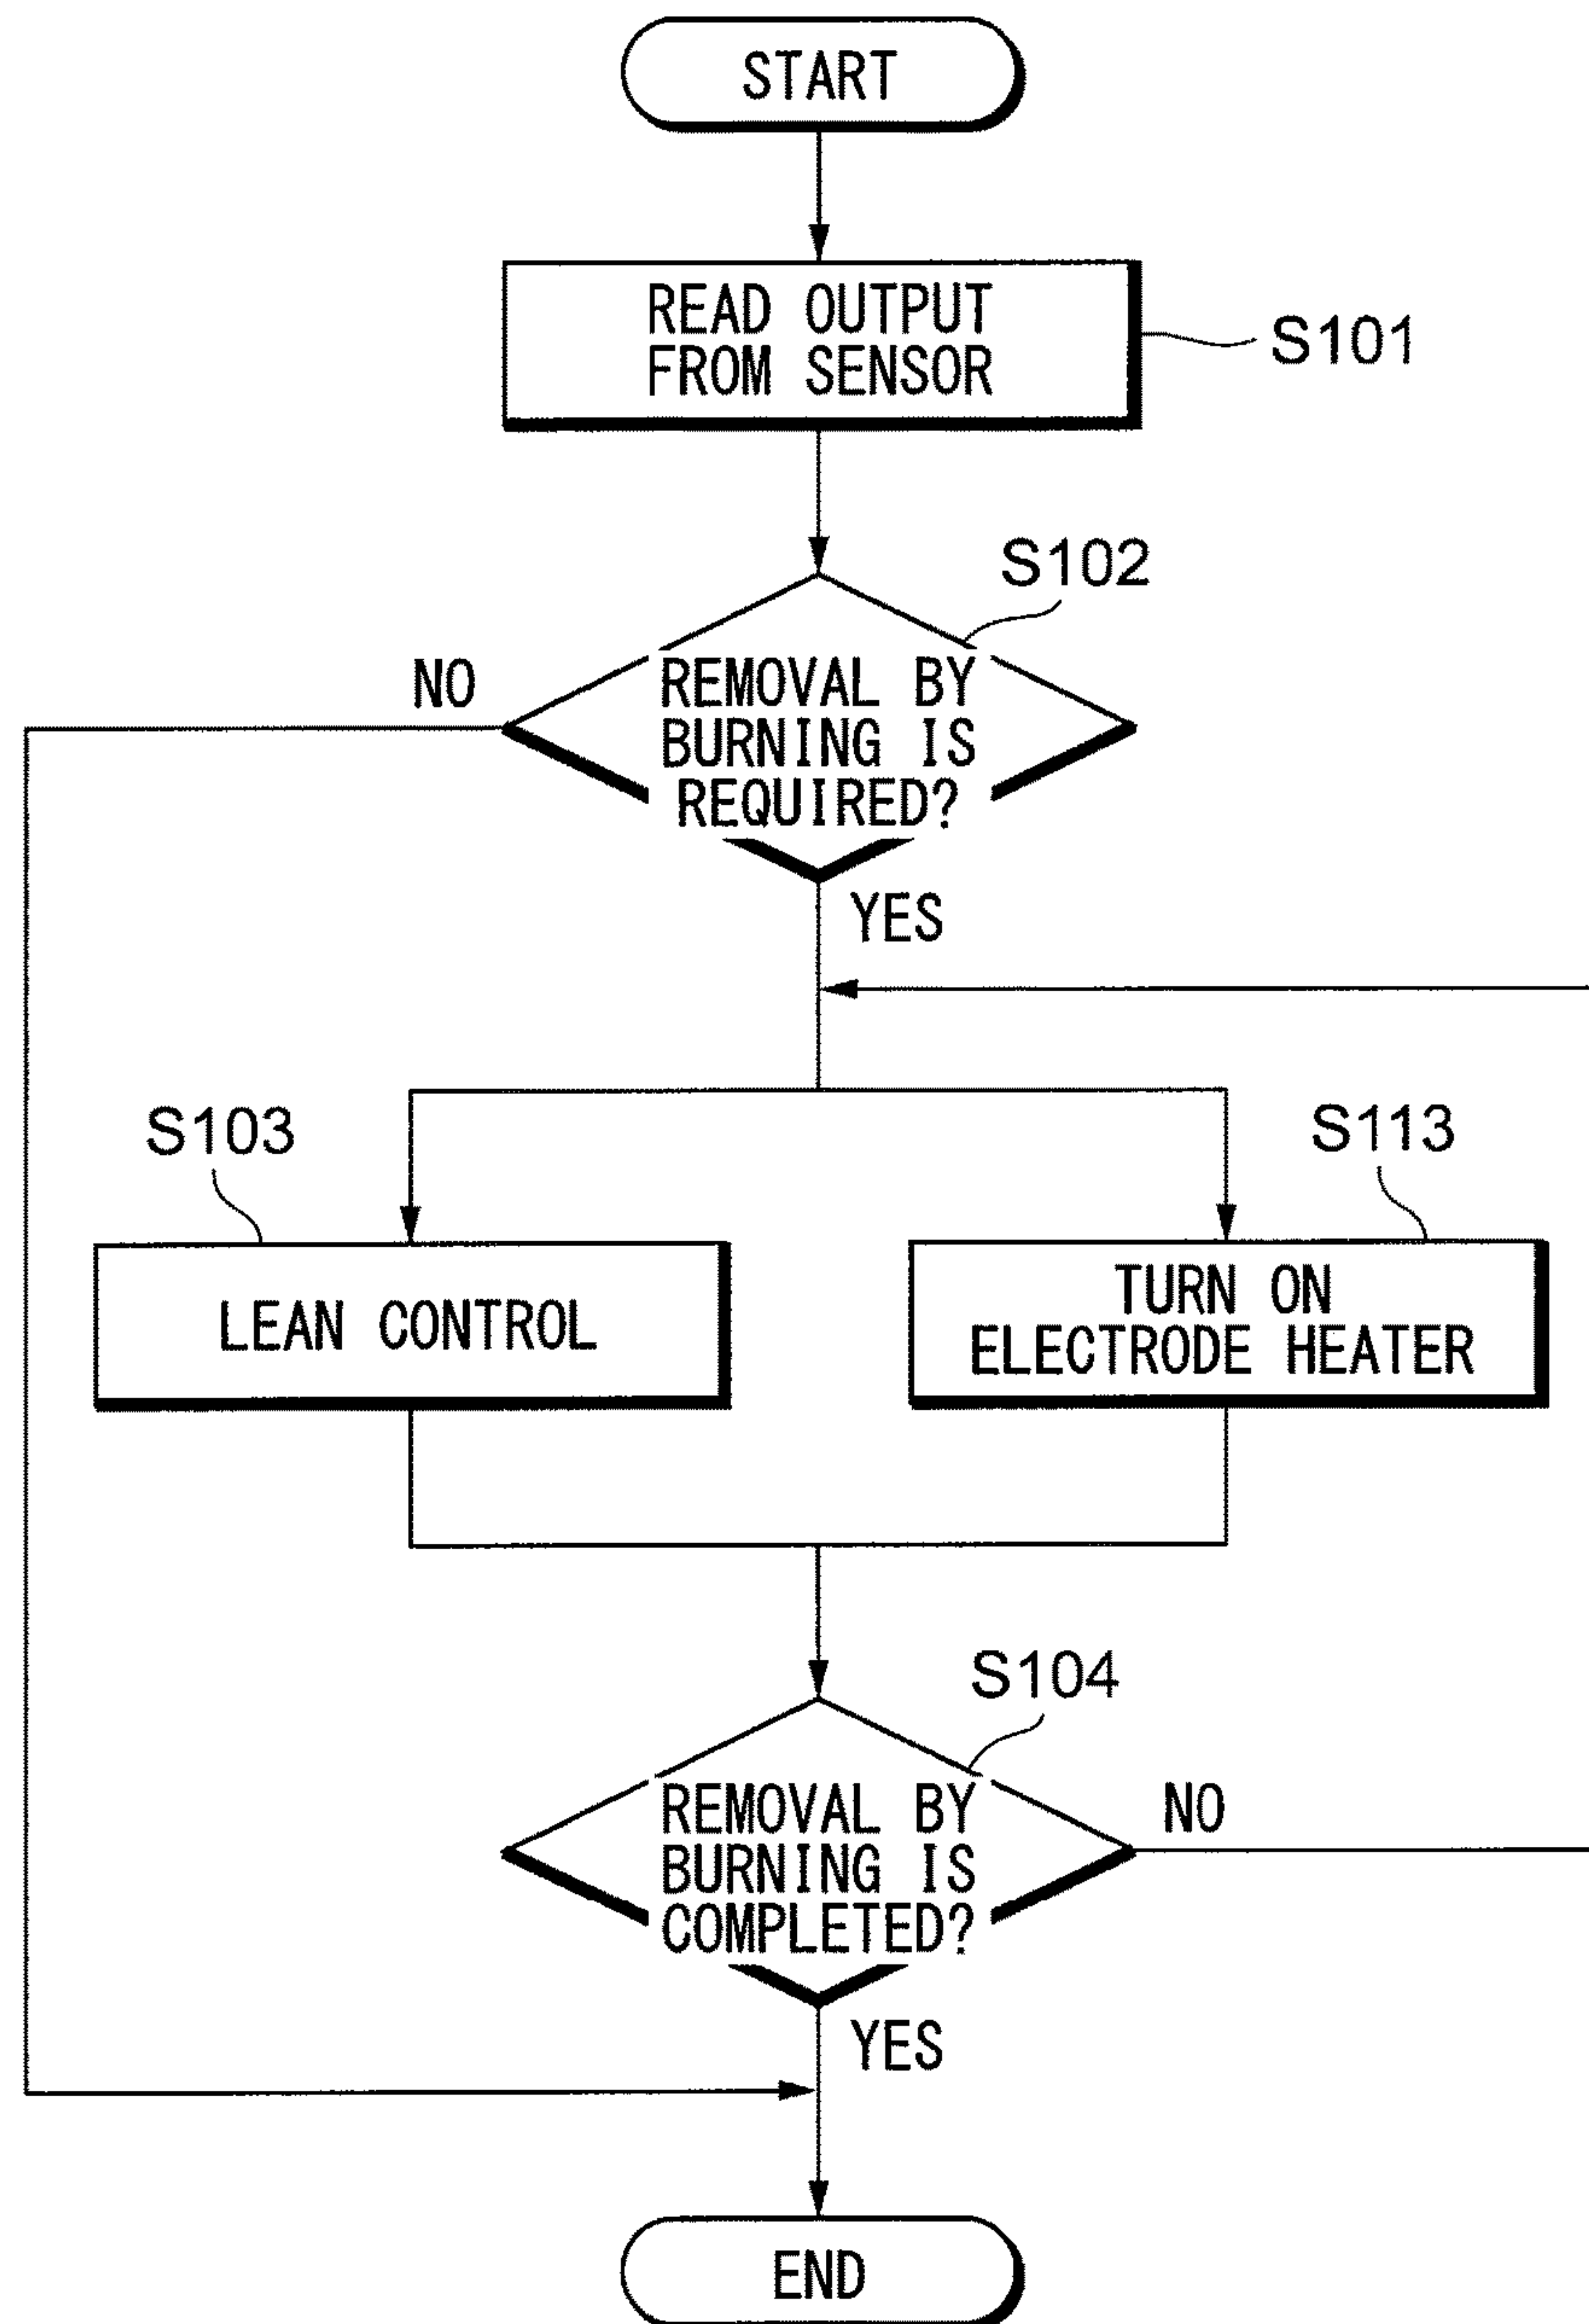 START
READ OUTPUT
FROM SENSOR
S101
S102
NO
REMOVAL BY
BURNING IS
REQUIRED?
YES
S103
S113
LEAN CONTROL
TURN ON
ELECTRODE HEATER
S104
REMOVAL BY
BURNING IS
COMPLETED?
NO
YES
END